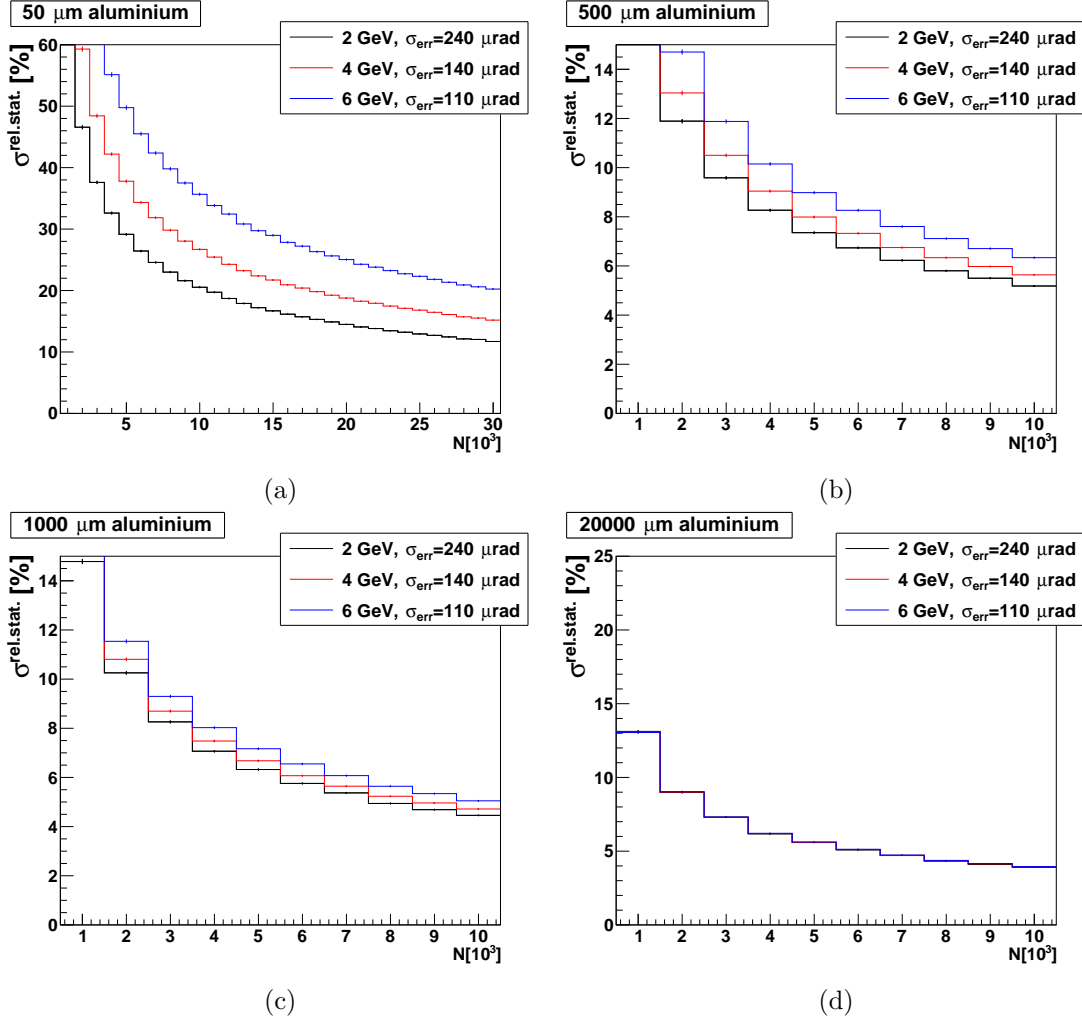 50 μm aluminium
2 GeV, σerr=240 μrad
4 GeV, σerr=140 μrad
6 GeV, σerr=110 μrad
σrel.stat. [%]
60
50
40
30
20
10
0
5 10 15 20 25 30
N[10³]
(a)
500 μm aluminium
2 GeV, σerr=240 μrad
4 GeV, σerr=140 μrad
6 GeV, σerr=110 μrad
σrel.stat. [%]
14
12
10
8
6
4
2
0
1 2 3 4 5 6 7 8 9 10
N[10³]
(b)
1000 μm aluminium
2 GeV, σerr=240 μrad
4 GeV, σerr=140 μrad
6 GeV, σerr=110 μrad
σrel.stat. [%]
14
12
10
8
6
4
2
0
1 2 3 4 5 6 7 8 9 10
N[10³]
(c)
20000 μm aluminium
2 GeV, σerr=240 μrad
4 GeV, σerr=140 μrad
6 GeV, σerr=110 μrad
σrel.stat. [%]
25
20
15
10
5
0
1 2 3 4 5 6 7 8 9 10
N[10³]
(d)